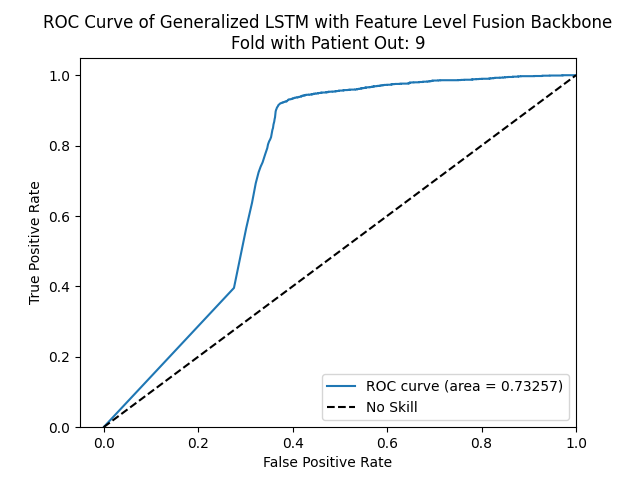 ROC Curve of Generalized LSTM with Feature Level Fusion Backbone
Fold with Patient Out: 9
1.0
0.8
0.6
0.4
0.2
0.0
True Positive Rate
ROC curve (area = 0.73257)
No Skill
0.0 0.2 0.4 0.6 0.8 1.0
False Positive Rate